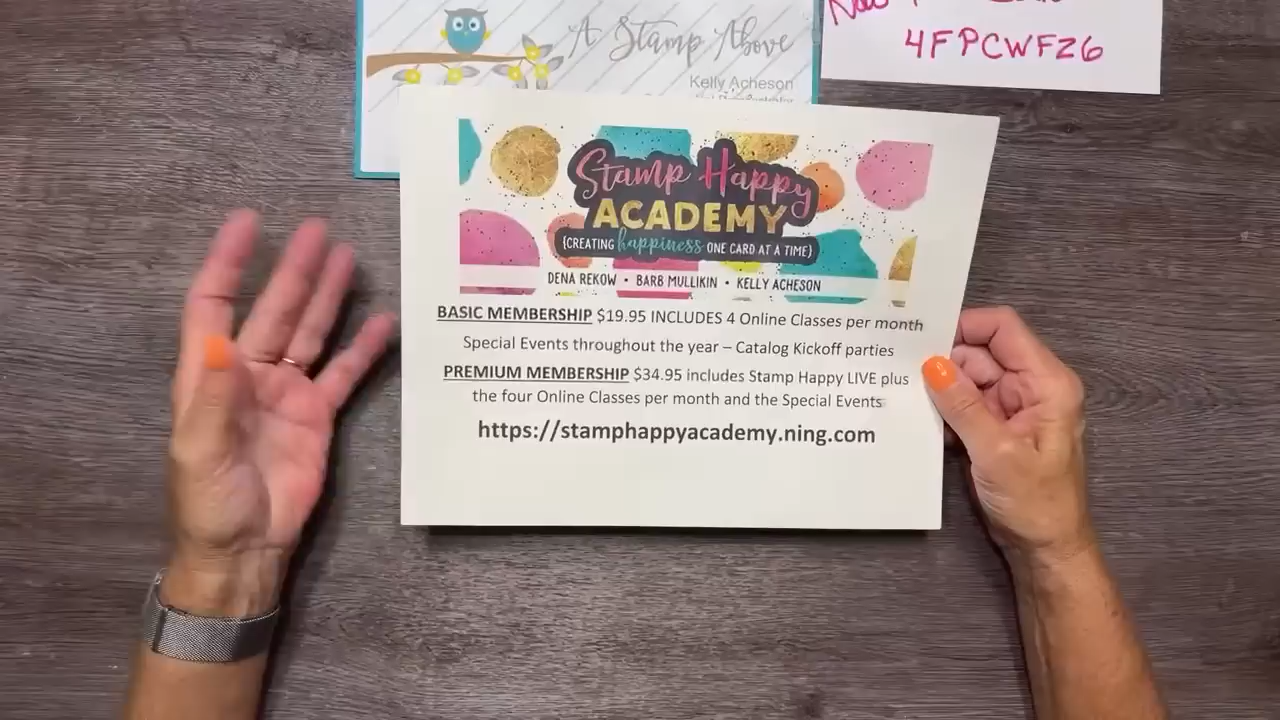 A Stamp Above
Kelly Acheson
4FPCWFZ6
Stamp Happy
ACADEMY
{CREATING happiness ONE CARD AT A TIME}
DENA REKOW • BARB MULLIKIN • KELLY ACHESON
BASIC MEMBERSHIP $19.95 INCLUDES 4 Online Classes per month
Special Events throughout the year – Catalog Kickoff parties
PREMIUM MEMBERSHIP $34.95 includes Stamp Happy LIVE plus
the four Online Classes per month and the Special Events
https://stamphappyacademy.ning.com